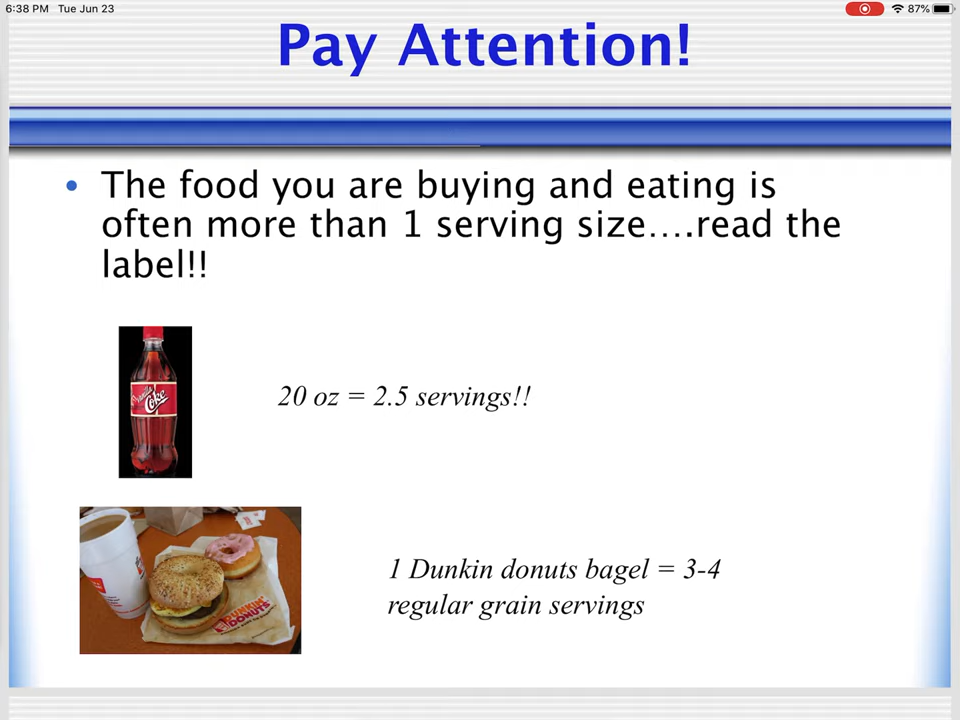 6:38 PM Tue Jun 23
87%
Pay Attention!
• The food you are buying and eating is
often more than 1 serving size….read the
label!!
Vanilla
Coke
20 oz = 2.5 servings!!
DUNKIN'
DONUTS
1 Dunkin donuts bagel = 3-4
regular grain servings